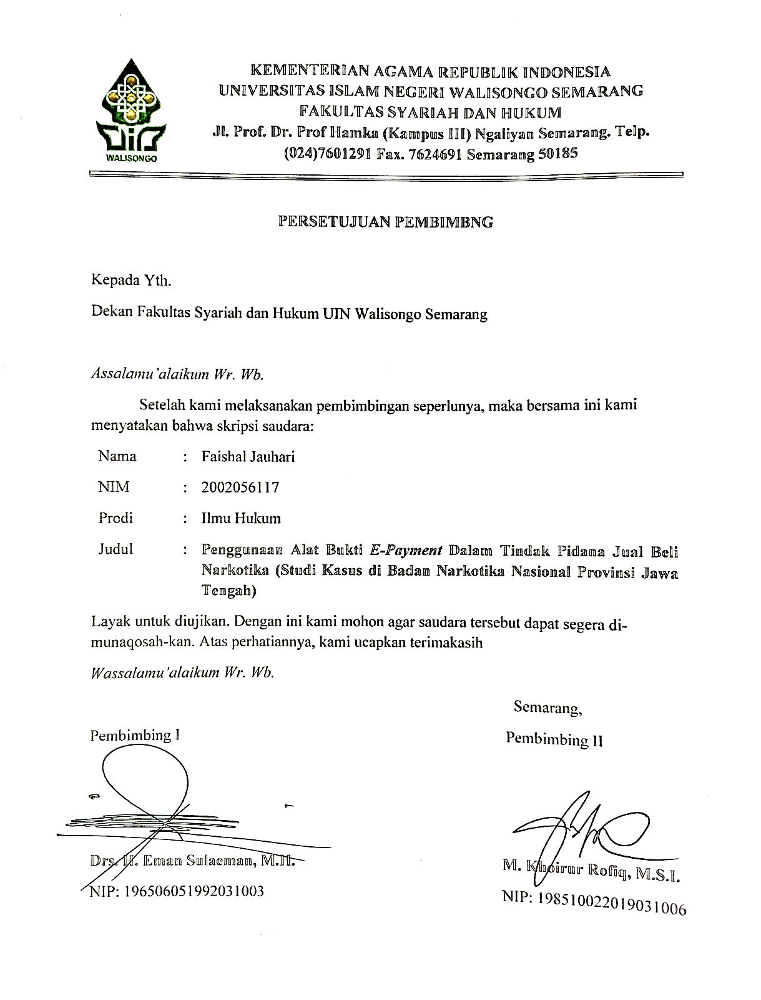 KEMENTERIAN AGAMA REPUBLIK INDONESIA
UNIVERSITAS ISLAM NEGERI WALISONGO SEMARANG
FAKULTAS SYARIAH DAN HUKUM
Jl. Prof. Dr. Prof Hamka (Kampus III) Ngaliyan Semarang. Telp.
(024)7601291 Fax. 7624691 Semarang 50185
WALISONGO
PERSETUJUAN PEMBIMBNG
Kepada Yth.
Dekan Fakultas Syariah dan Hukum UIN Walisongo Semarang
Assalamu'alaikum Wr. Wb.
Setelah kami melaksanakan pembimbingan seperlunya, maka bersama ini kami
menyatakan bahwa skripsi saudara:
Nama : Faishal Jauhari
NIM : 2002056117
Prodi : Ilmu Hukum
Judul : Penggunaan Alat Bukti E-Payment Dalam Tindak Pidana Jual Beli
Narkotika (Studi Kasus di Badan Narkotika Nasional Provinsi Jawa
Tengah)
Layak untuk diujikan. Dengan ini kami mohon agar saudara tersebut dapat segera di-
munaqosah-kan. Atas perhatiannya, kami ucapkan terimakasih
Wassalamu'alaikum Wr. Wb.
Semarang,
Pembimbing I
Pembimbing II
Drs. H. Eman Sulaeman, M.H.
NIP: 196506051992031003
M. Khoirur Rofiq, M.S.I.
NIP: 198510022019031006